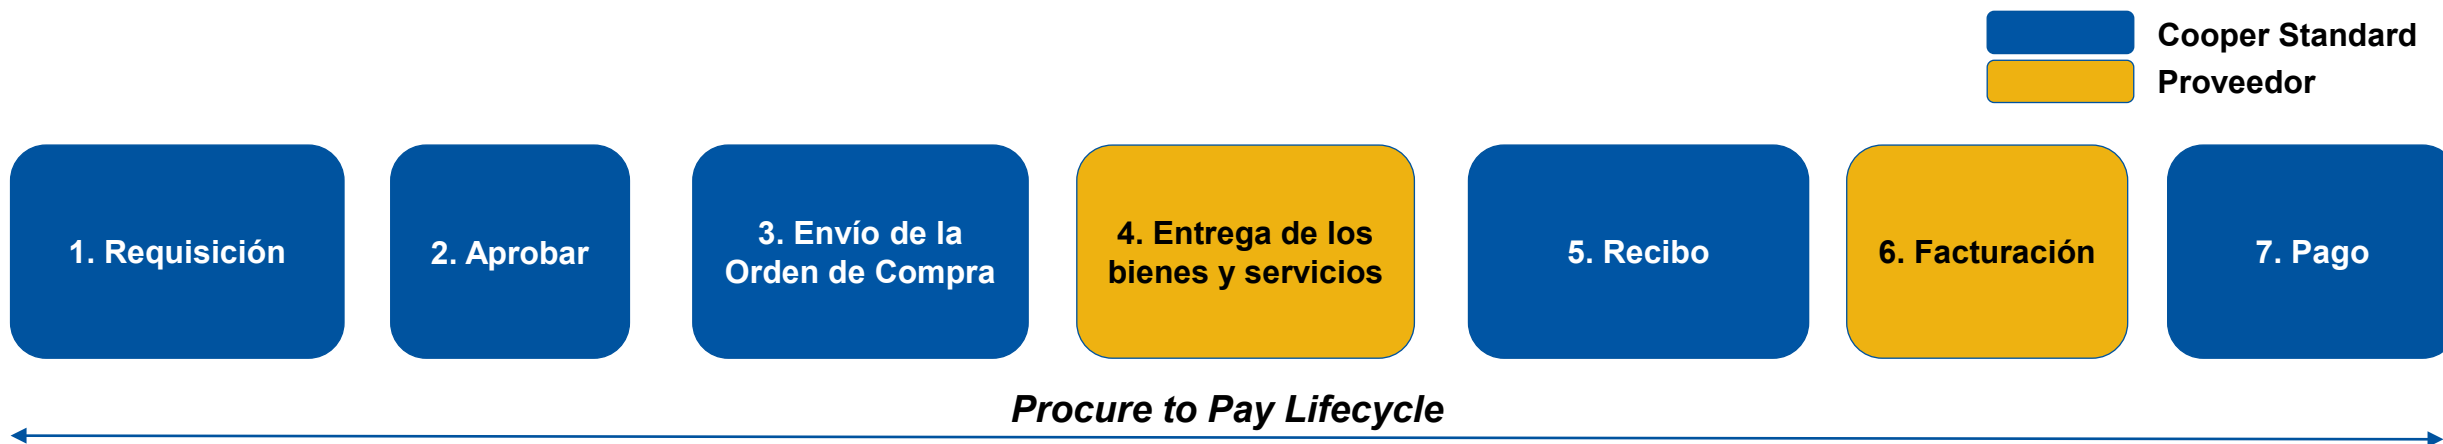 Cooper Standard
Proveedor
1. Requisición
2. Aprobar
3. Envío de la
Orden de Compra
4. Entrega de los
bienes y servicios
5. Recibo
6. Facturación
7. Pago
Procure to Pay Lifecycle